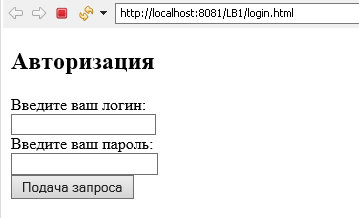 http://localhost:8081/LB1/login.html
Авторизация
Введите ваш логин:
Введите ваш пароль:
Подача запроса